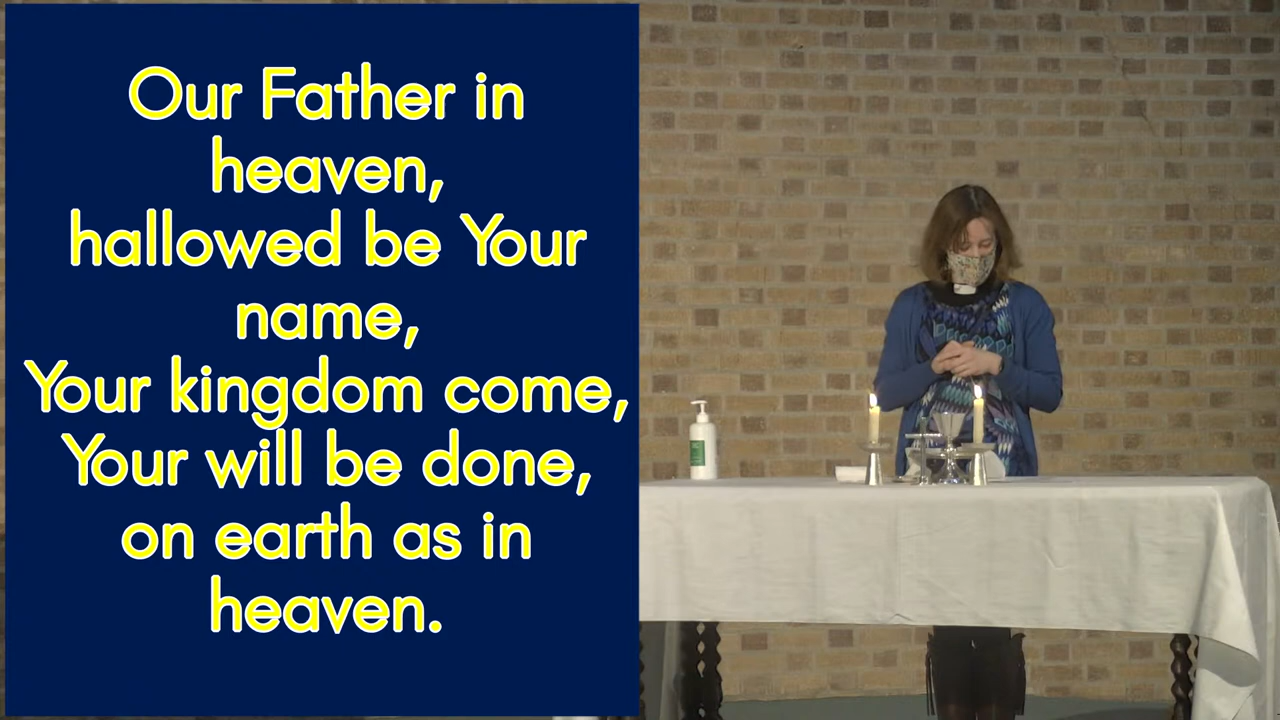 Our Father in
heaven,
hallowed be Your
name,
Your kingdom come,
Your will be done,
on earth as in
heaven.